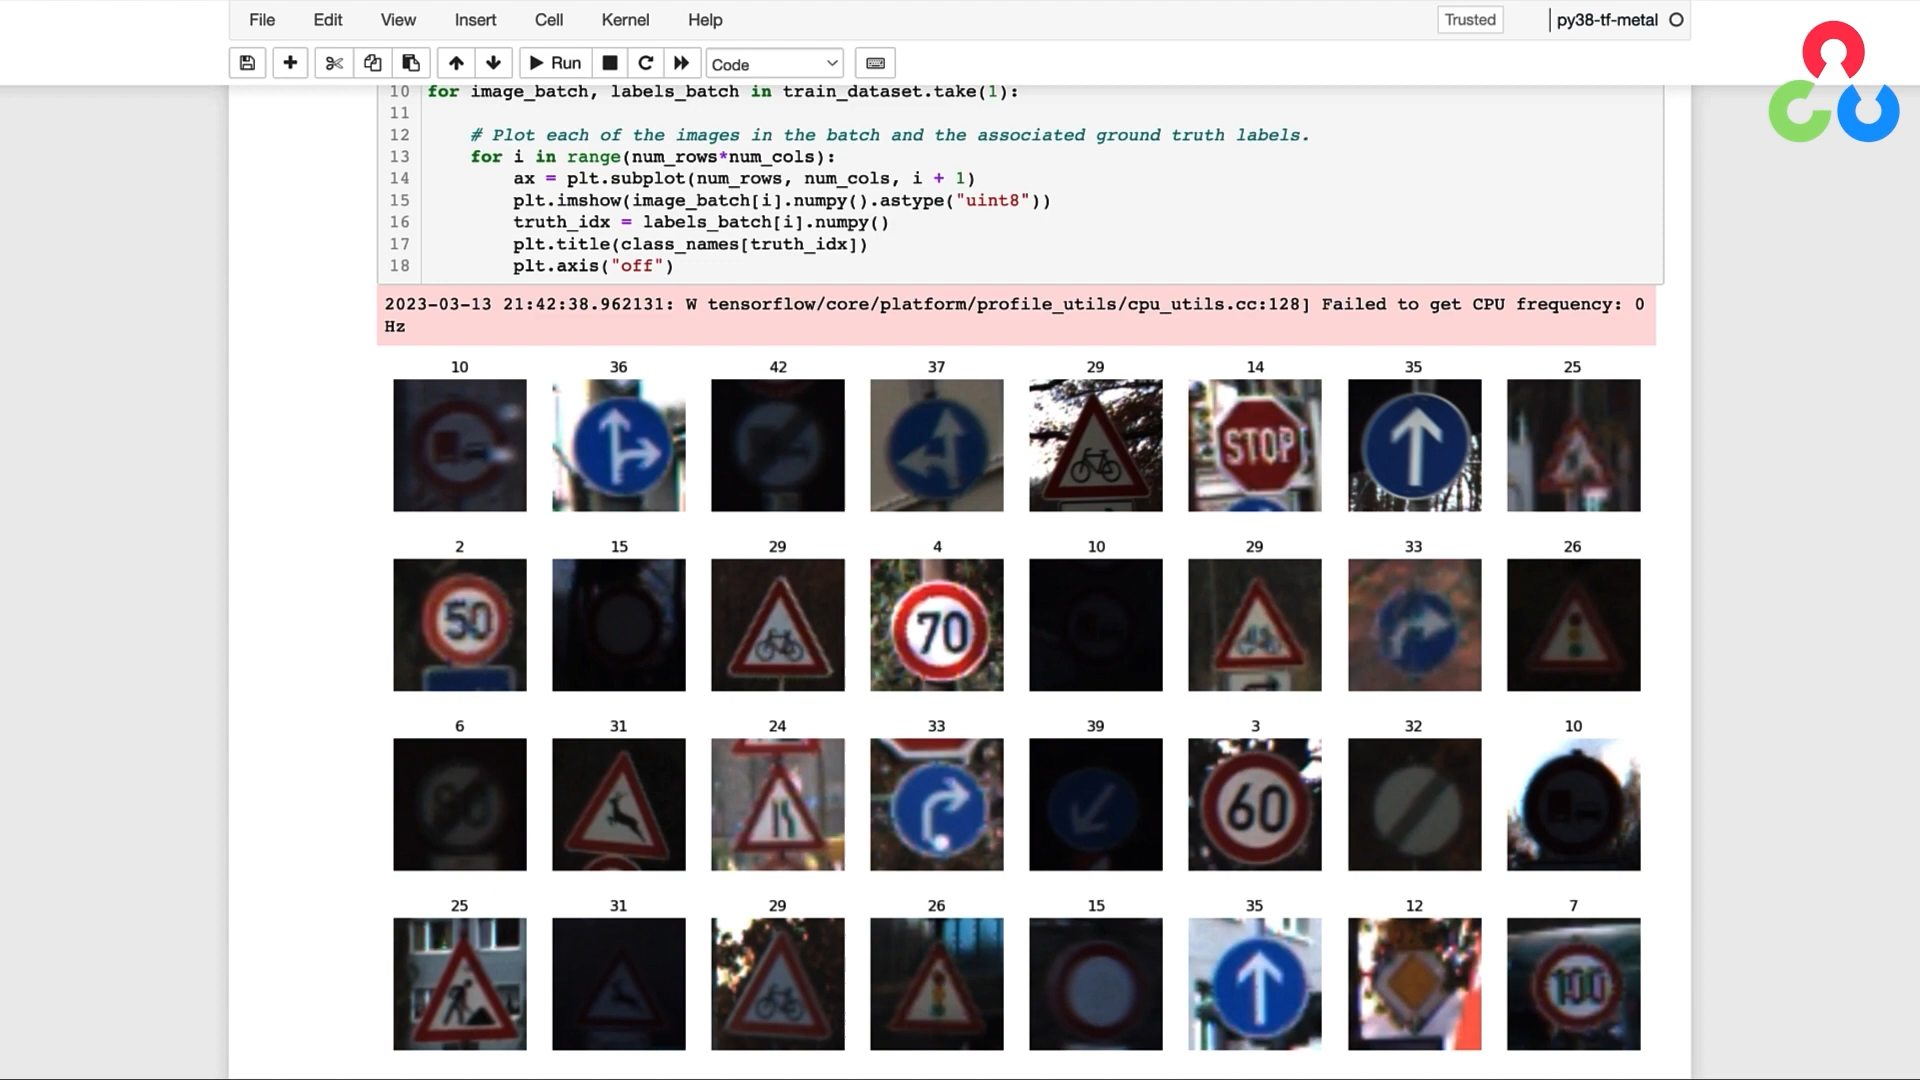 File Edit View Insert Cell Kernel Help Trusted py38-tf-metal
Run Code
10 for image_batch, labels_batch in train_dataset.take(1):
11
12 # Plot each of the images in the batch and the associated ground truth labels.
13 for i in range(num_rows*num_cols):
14 ax = plt.subplot(num_rows, num_cols, i + 1)
15 plt.imshow(image_batch[i].numpy().astype("uint8"))
16 truth_idx = labels_batch[i].numpy()
17 plt.title(class_names[truth_idx])
18 plt.axis("off")
2023-03-13 21:42:38.962131: W tensorflow/core/platform/profile_utils/cpu_utils.cc:128] Failed to get CPU frequency: 0
Hz
10 36 42 37 29 14 35 25
STOP
2 15 29 4 10 29 33 26
50 70
6 31 24 33 39 3 32 10
80 60
25 31 29 26 15 35 12 7
100